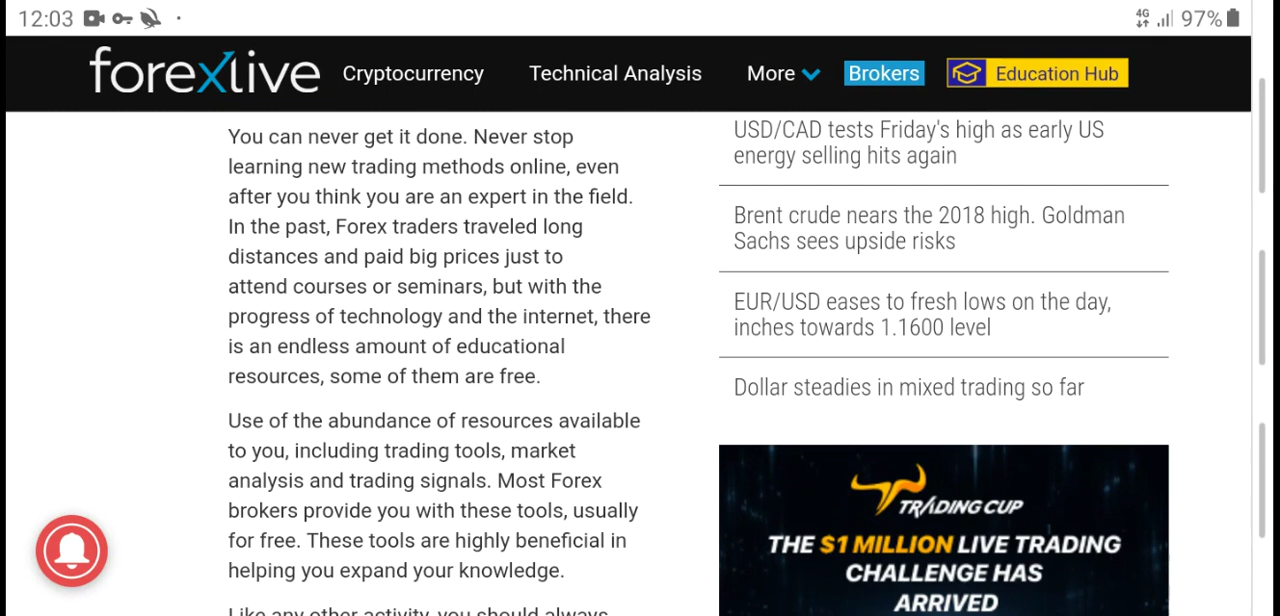 12:03
4G
97%
forexlive
Cryptocurrency
Technical Analysis
More
Brokers
Education Hub
You can never get it done. Never stop
learning new trading methods online, even
after you think you are an expert in the field.
In the past, Forex traders traveled long
distances and paid big prices just to
attend courses or seminars, but with the
progress of technology and the internet, there
is an endless amount of educational
resources, some of them are free.
Use of the abundance of resources available
to you, including trading tools, market
analysis and trading signals. Most Forex
brokers provide you with these tools, usually
for free. These tools are highly beneficial in
helping you expand your knowledge.
Like any other activity, you should always
USD/CAD tests Friday's high as early US
energy selling hits again
Brent crude nears the 2018 high. Goldman
Sachs sees upside risks
EUR/USD eases to fresh lows on the day,
inches towards 1.1600 level
Dollar steadies in mixed trading so far
TRADING CUP
THE $1 MILLION LIVE TRADING
CHALLENGE HAS
ARRIVED